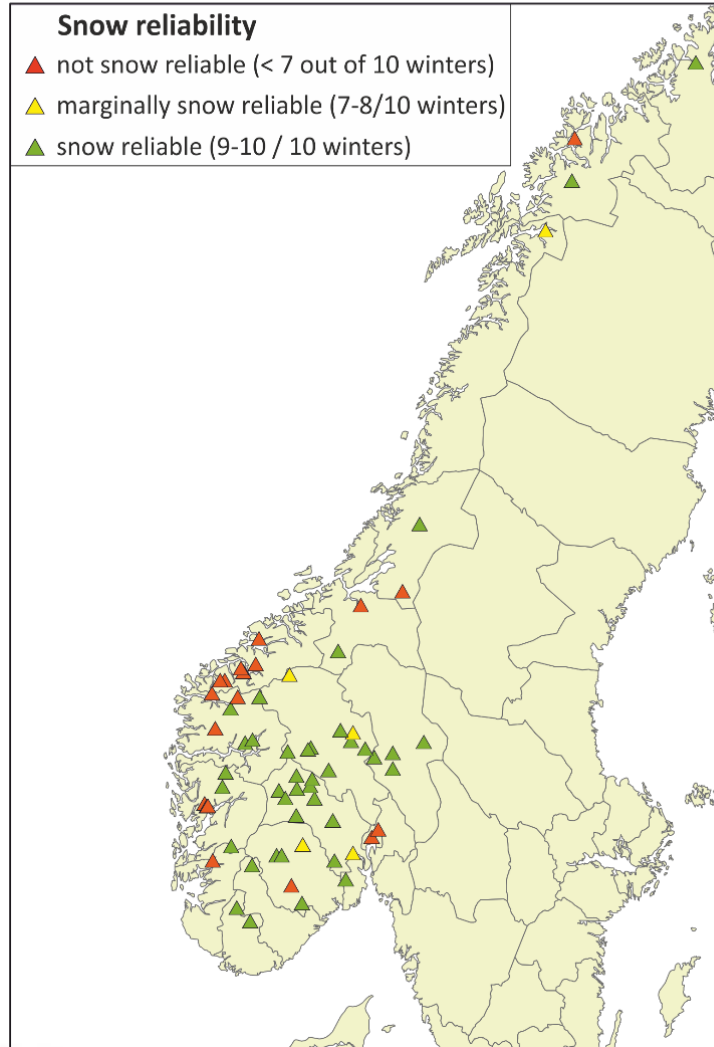 Snow reliability
not snow reliable (< 7 out of 10 winters)
marginally snow reliable (7-8/10 winters)
snow reliable (9-10 / 10 winters)